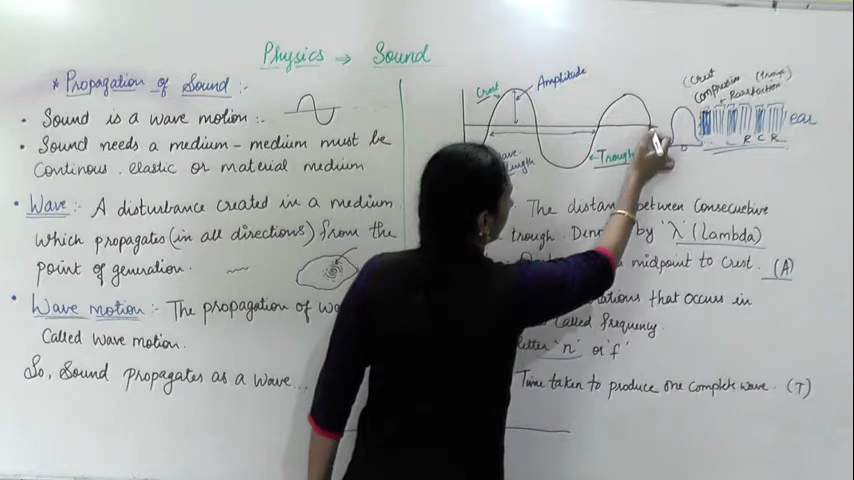 Physics → Sound
* Propagation of Sound :-
• Sound is a wave motion :-
• Sound needs a medium - medium must be
Continous, elastic or material medium
• Wave :- A disturbance created in a medium
which propagates (in all directions) from the
point of generation.
• Wave motion :- The propagation of
Called wave motion.
So, Sound propagates as a wave...
Crest
Amplitude
length
Trough
(Crest
Compression
Rarefaction
R C R
ear
The between Consecuetive
trough. by 'λ' (Lambda)
midpoint to Crest. (A)
that occurs in
Called frequency.
letter 'n' or 'f'
Time taken to produce one complete wave. (T)